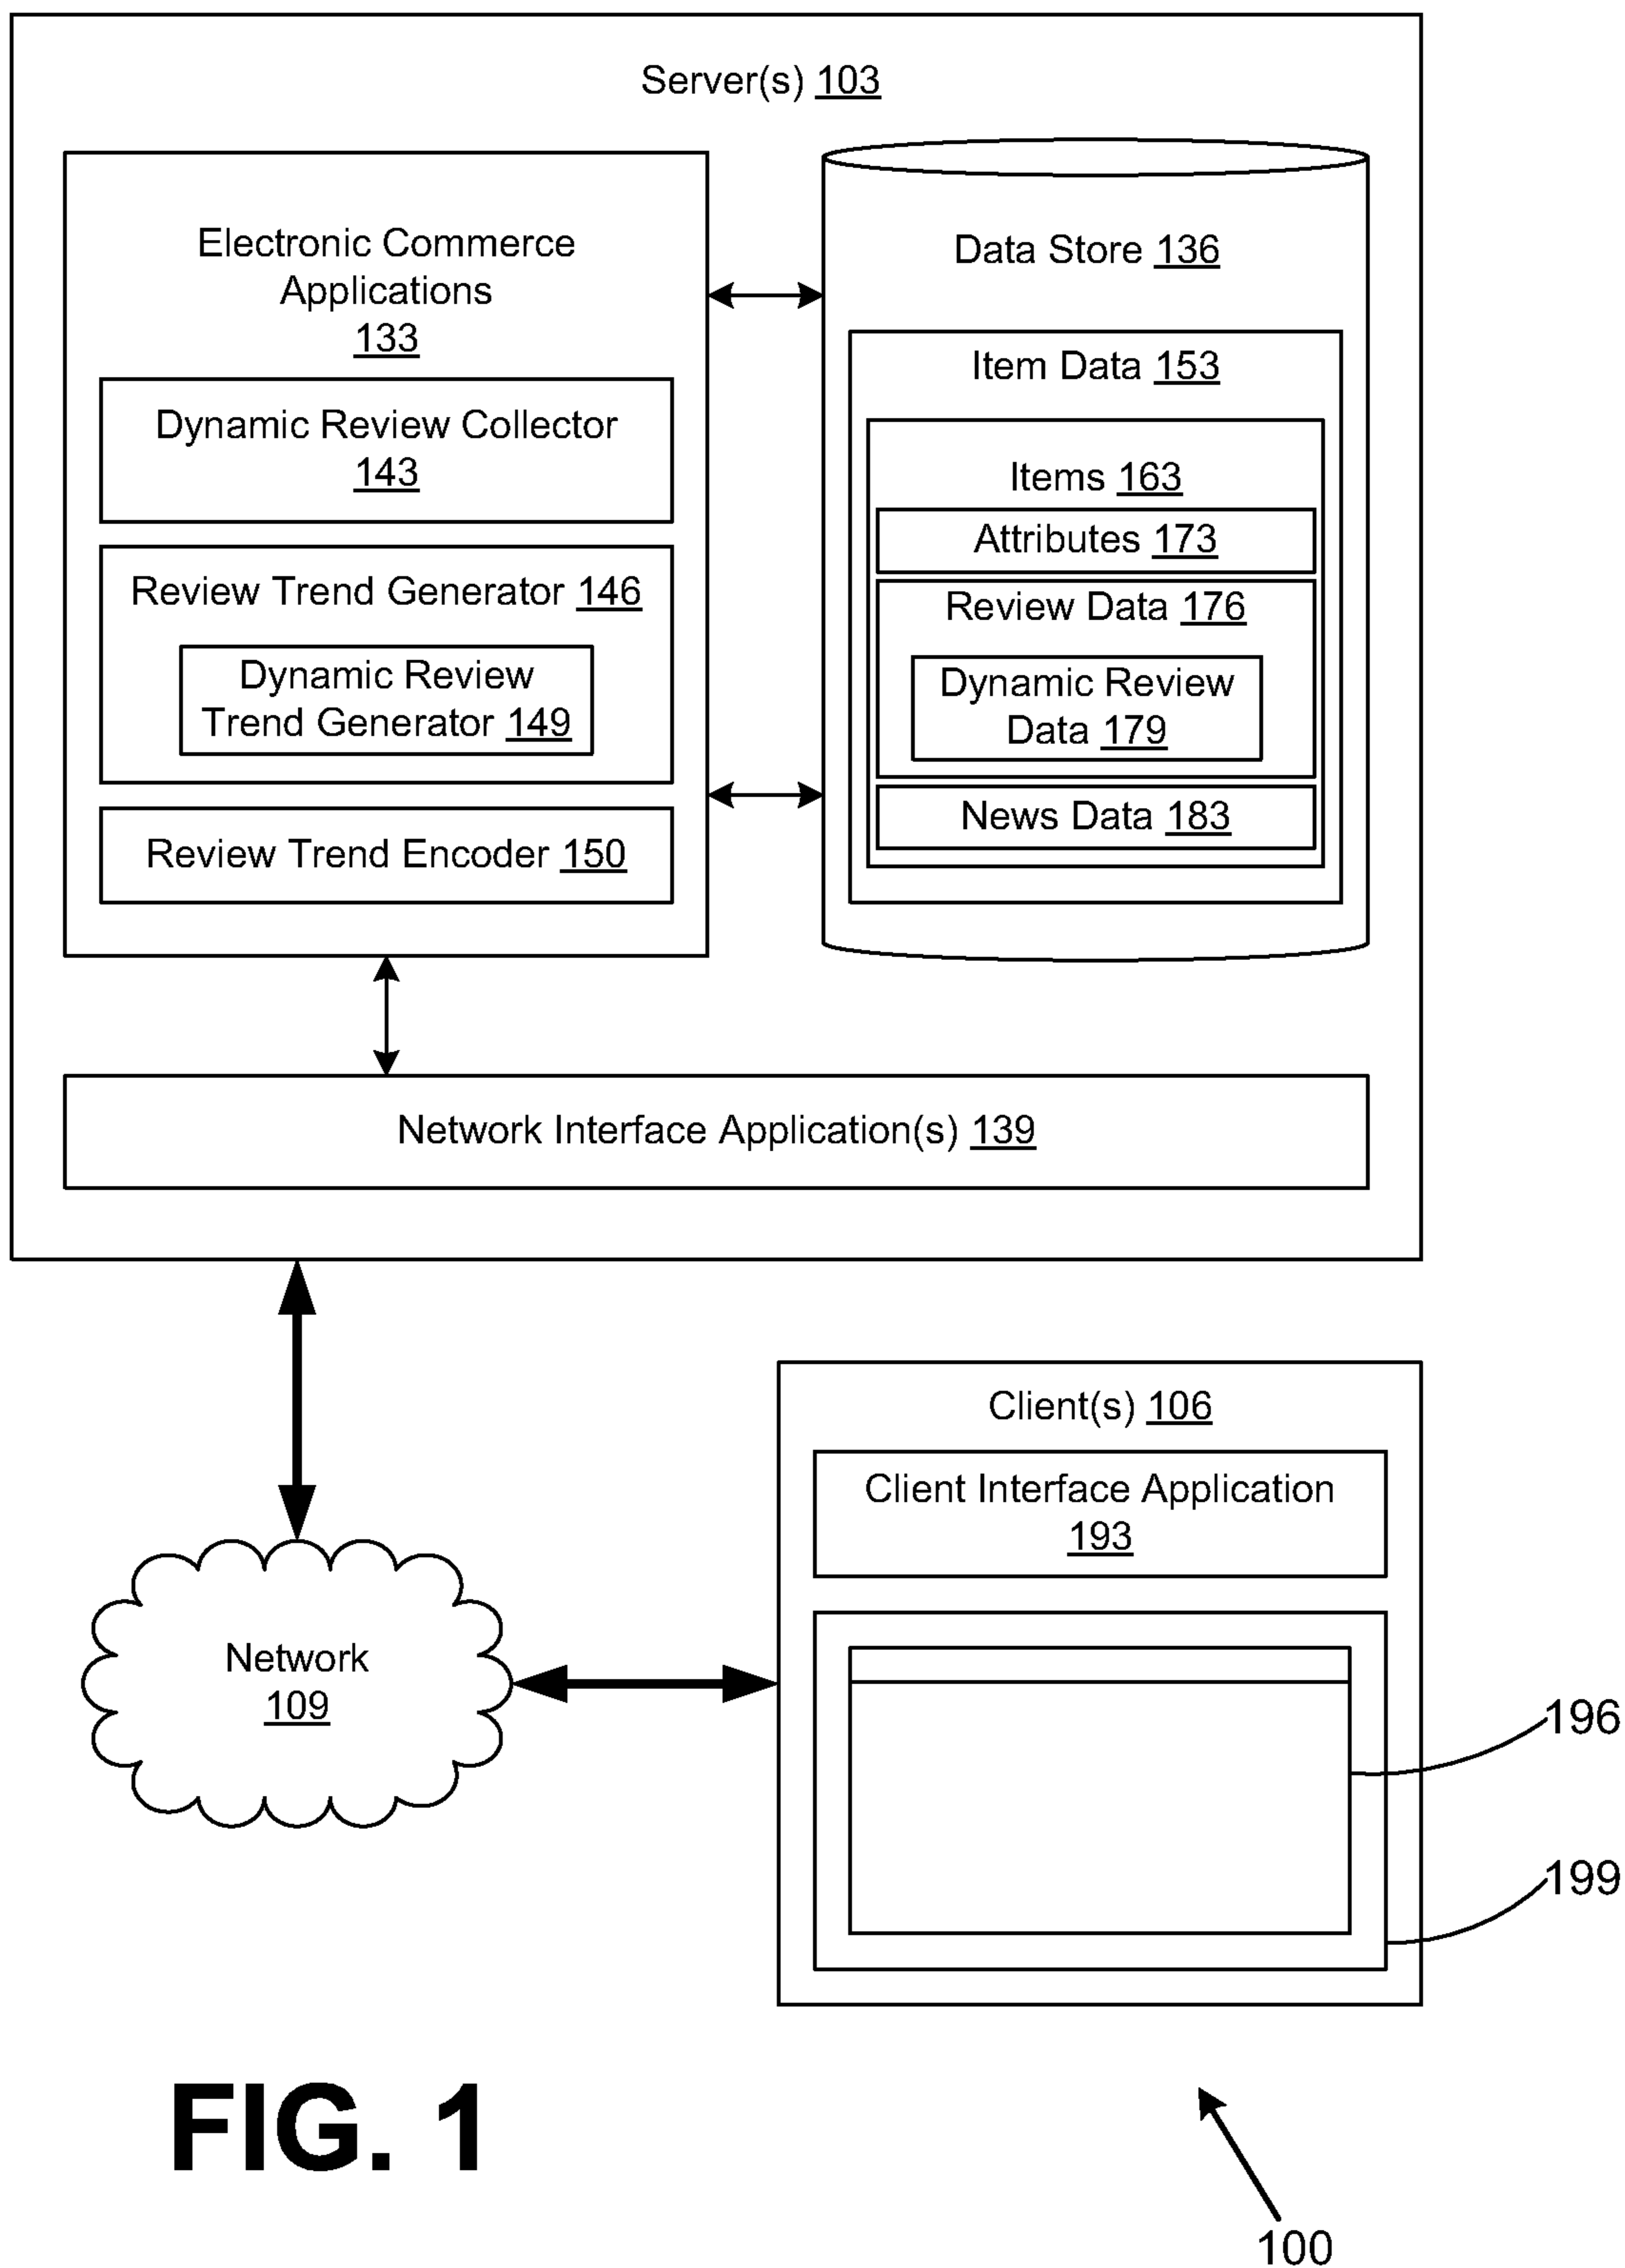 Server(s) 103
Electronic Commerce
Applications
133
Dynamic Review Collector
143
Review Trend Generator 146
Dynamic Review
Trend Generator 149
Review Trend Encoder 150
Data Store 136
Item Data 153
Items 163
Attributes 173
Review Data 176
Dynamic Review
Data 179
News Data 183
Network Interface Application(s) 139
Client(s) 106
Client Interface Application
193
Network
109
196
199
FIG. 1
100